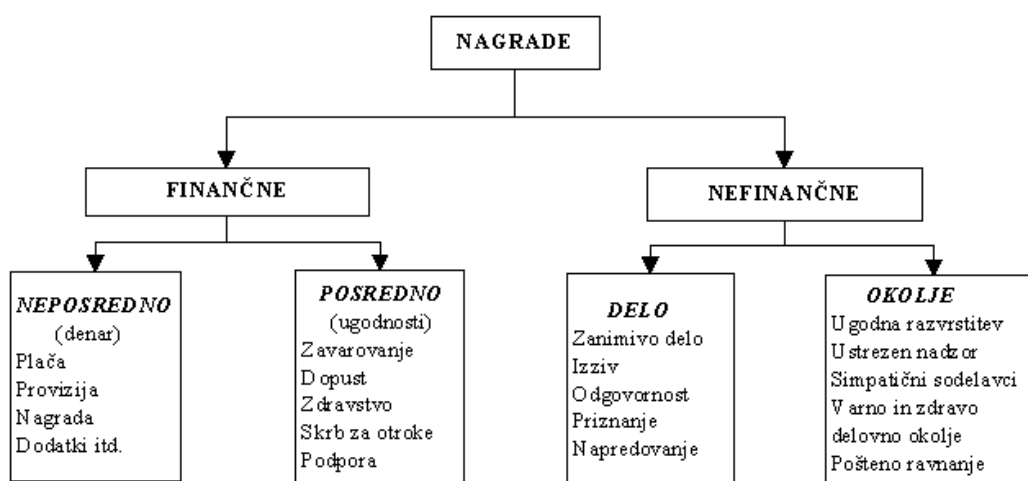 NAGRADE
FINANČNE
NEFINANČNE
NEPOSREDNO
(denar)
Plača
Provizija
Nagrada
Dodatki itd.
POSREDNO
(ugodnosti)
Zavarovanje
Dopust
Zdravstvo
Skrb za otroke
Podpora
DELO
Zanimivo delo
Izziv
Odgovornost
Priznanje
Napredovanje
OKOLJE
Ugodna razvrstitev
Ustrezen nadzor
Simpatični sodelavci
Varno in zdravo
delovno okolje
Pošteno ravnanje